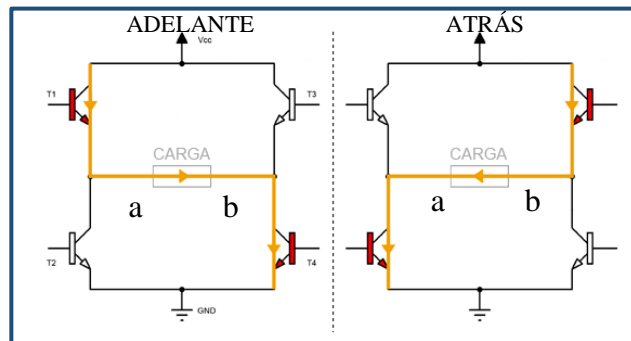 ADELANTE
ATRÁS
Vcc
T1
T3
CARGA
CARGA
a
b
a
b
T2
T4
GND